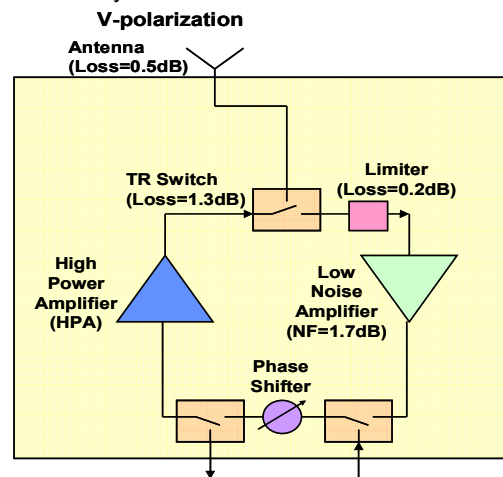 V-polarization
Antenna
(Loss=0.5dB)
TR Switch
(Loss=1.3dB)
Limiter
(Loss=0.2dB)
High
Power
Amplifier
(HPA)
Low
Noise
Amplifier
(NF=1.7dB)
Phase
Shifter